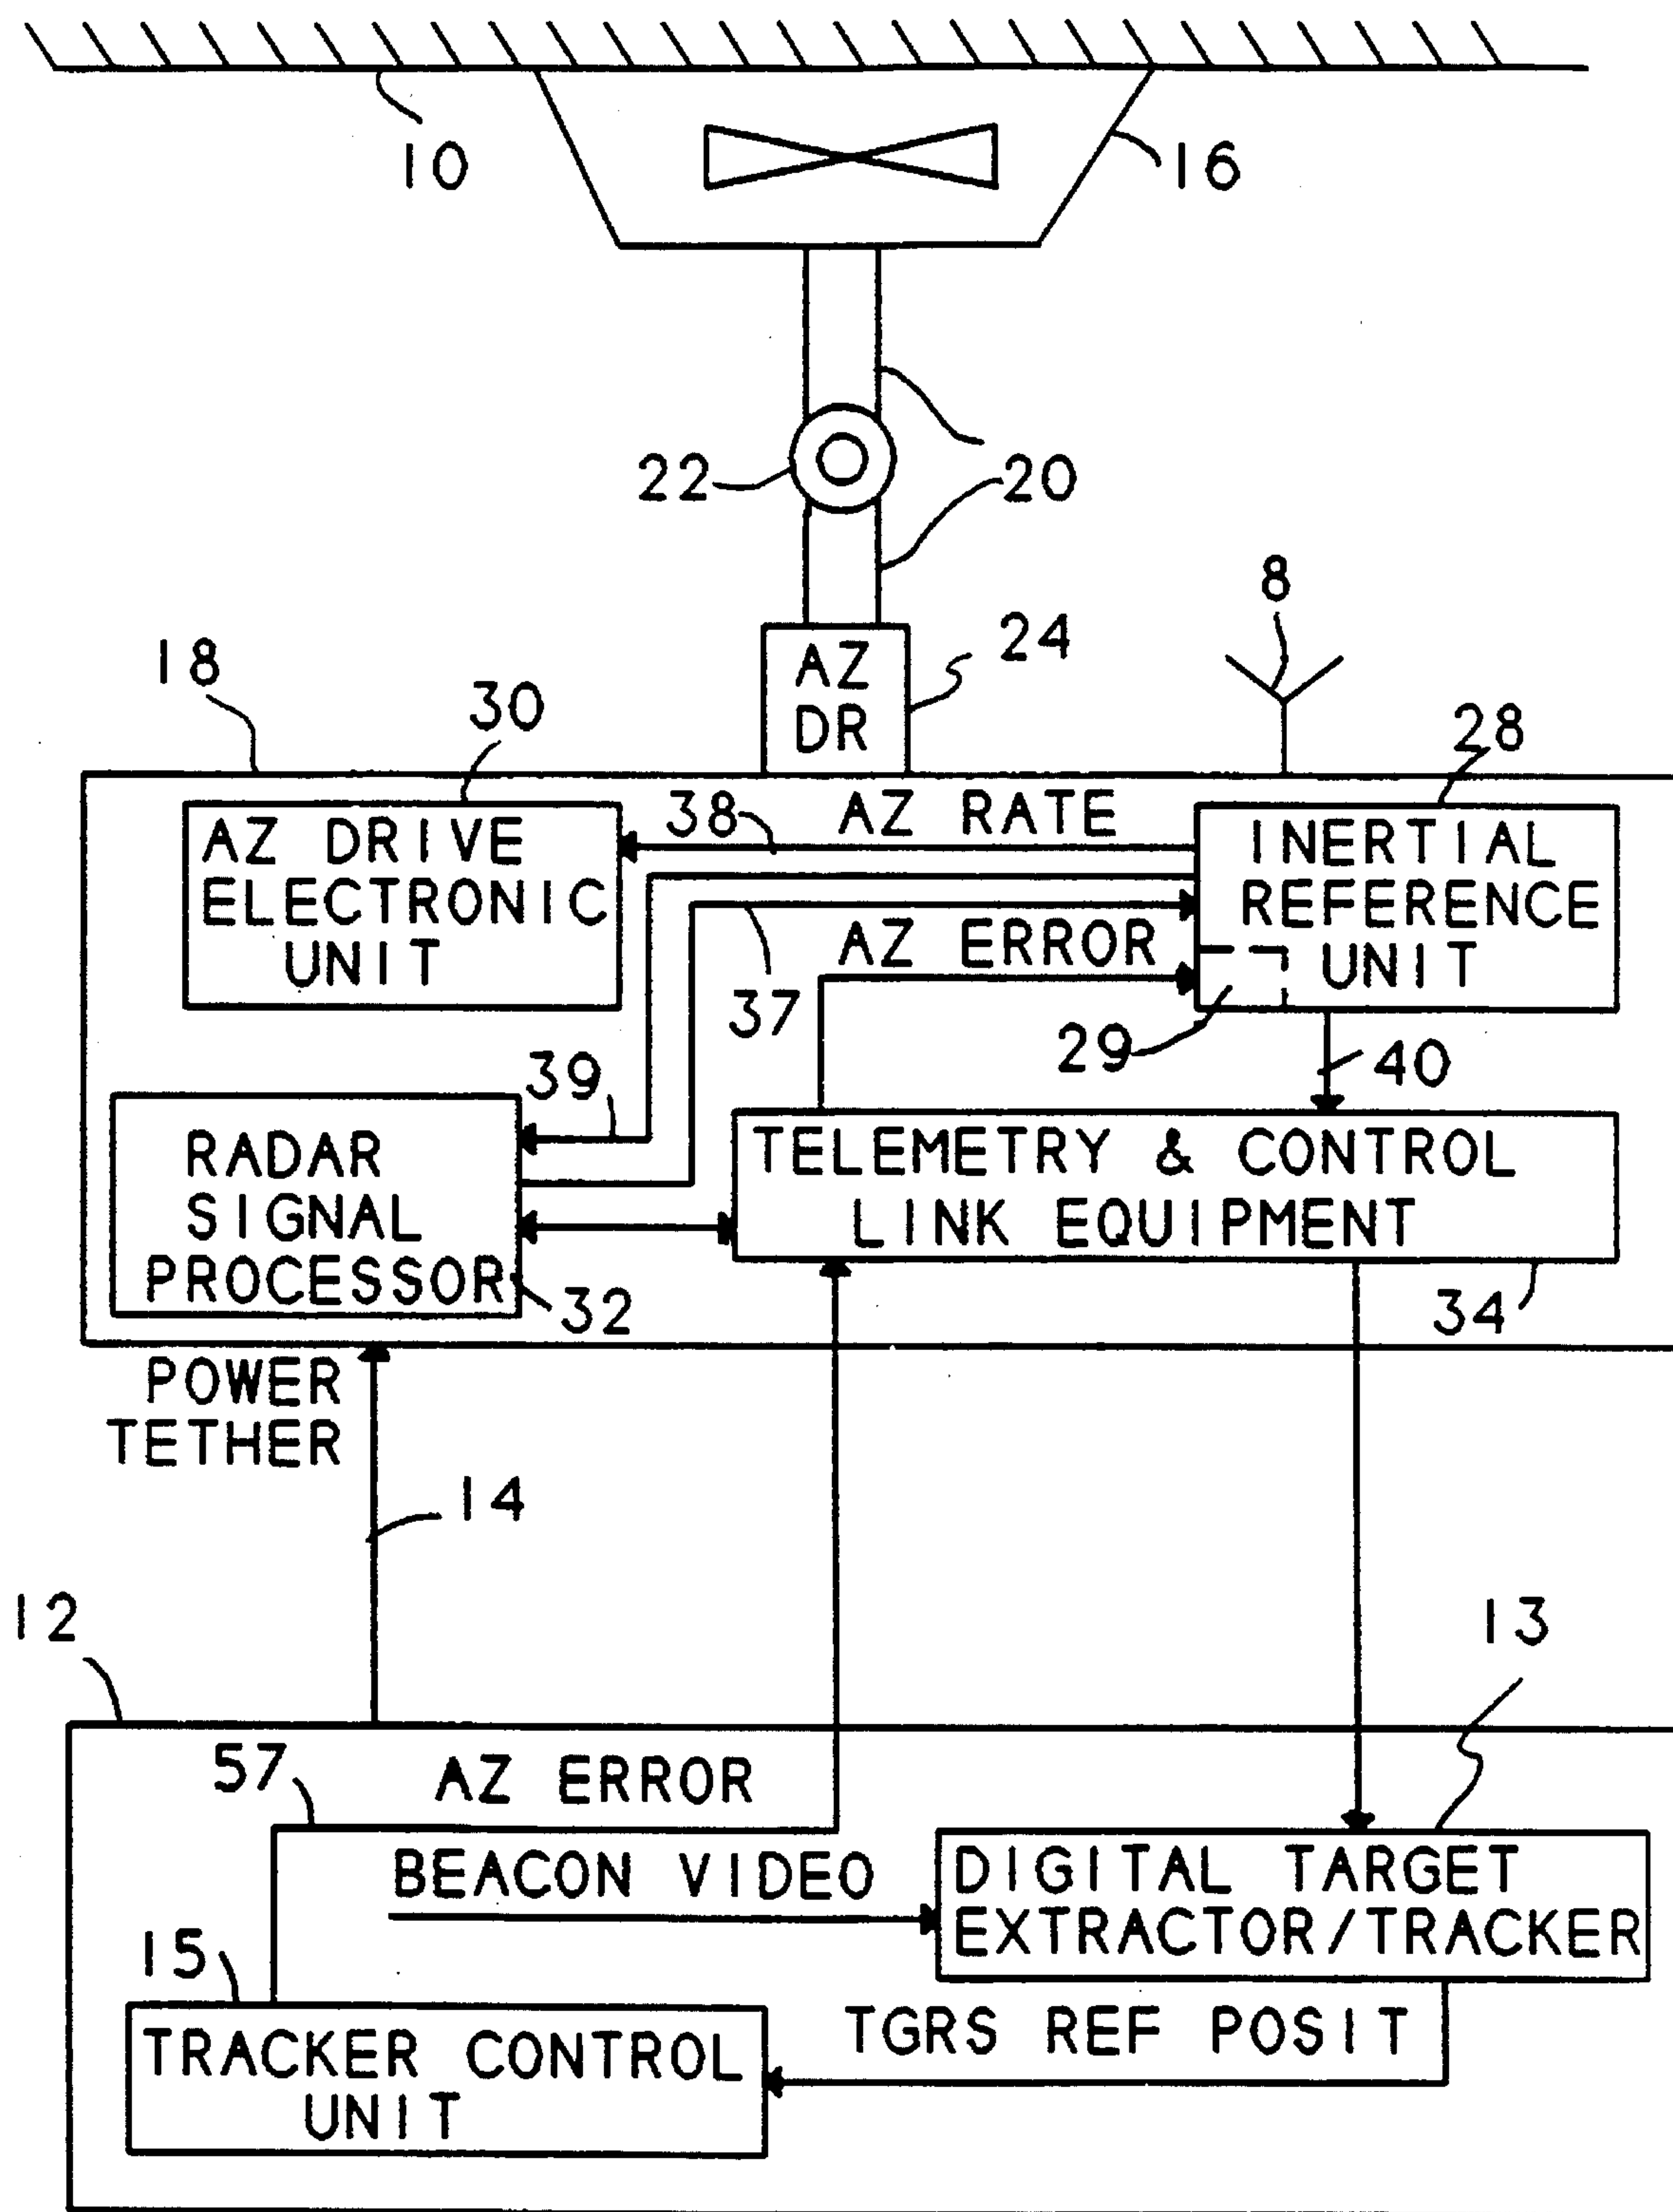 10
16
22
20
8
24
AZ
DR
18
30
28
38
AZ RATE
AZ DRIVE
ELECTRONIC
UNIT
INERTIAL
REFERENCE
UNIT
AZ ERROR
37
29
40
39
RADAR
SIGNAL
PROCESSOR
32
TELEMETRY & CONTROL
LINK EQUIPMENT
34
POWER
TETHER
14
12
13
57
AZ ERROR
BEACON VIDEO
DIGITAL TARGET
EXTRACTOR/TRACKER
15
TGRS REF POSIT
TRACKER CONTROL
UNIT